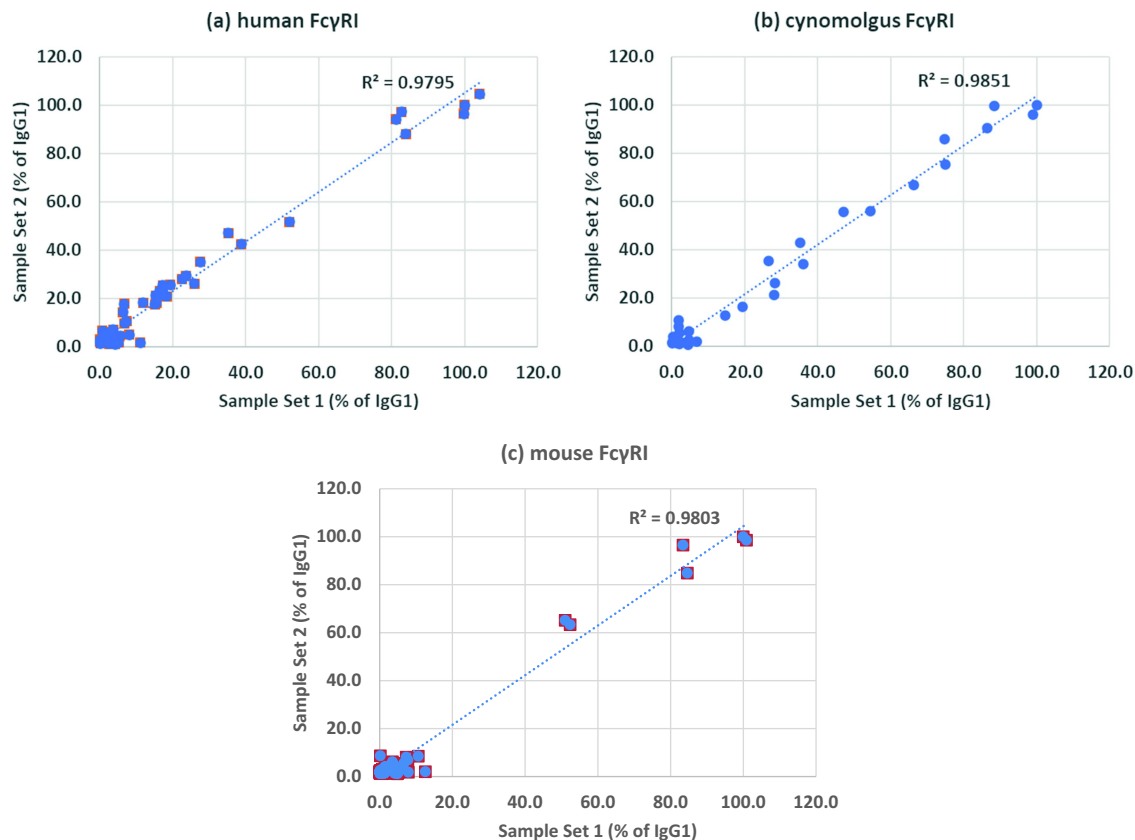 (a) human FcγRI
120.0
100.0
80.0
60.0
40.0
20.0
0.0
Sample Set 2 (% of IgG1)
R² = 0.9795
0.0 20.0 40.0 60.0 80.0 100.0 120.0
Sample Set 1 (% of IgG1)
(b) cynomolgus FcγRI
120.0
100.0
80.0
60.0
40.0
20.0
0.0
Sample Set 2 (% of IgG1)
R² = 0.9851
0.0 20.0 40.0 60.0 80.0 100.0 120.0
Sample Set 1 (% of IgG1)
(c) mouse FcγRI
120.0
100.0
80.0
60.0
40.0
20.0
0.0
Sample Set 2 (% of IgG1)
R² = 0.9803
0.0 20.0 40.0 60.0 80.0 100.0 120.0
Sample Set 1 (% of IgG1)